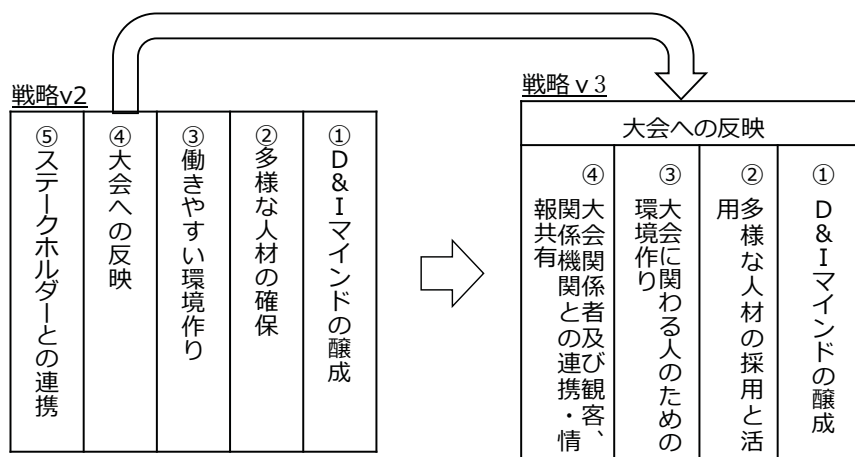 戦略v2
①D&Iマインドの醸成
②多様な人材の確保
③働きやすい環境作り
④大会への反映
⑤ステークホルダーとの連携
戦略ｖ3
大会への反映
①D&Iマインドの醸成
②多様な人材の採用と活
用
③大会に関わる人のための
環境作り
④大会関係者及び観客、
関係機関との連携・情
報共有